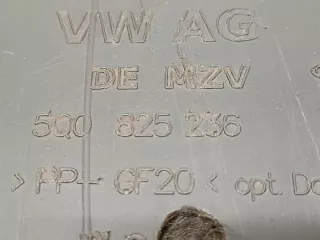 VW AG
DE MZV
5Q0 825 236
>PP-GF20< opt. Do